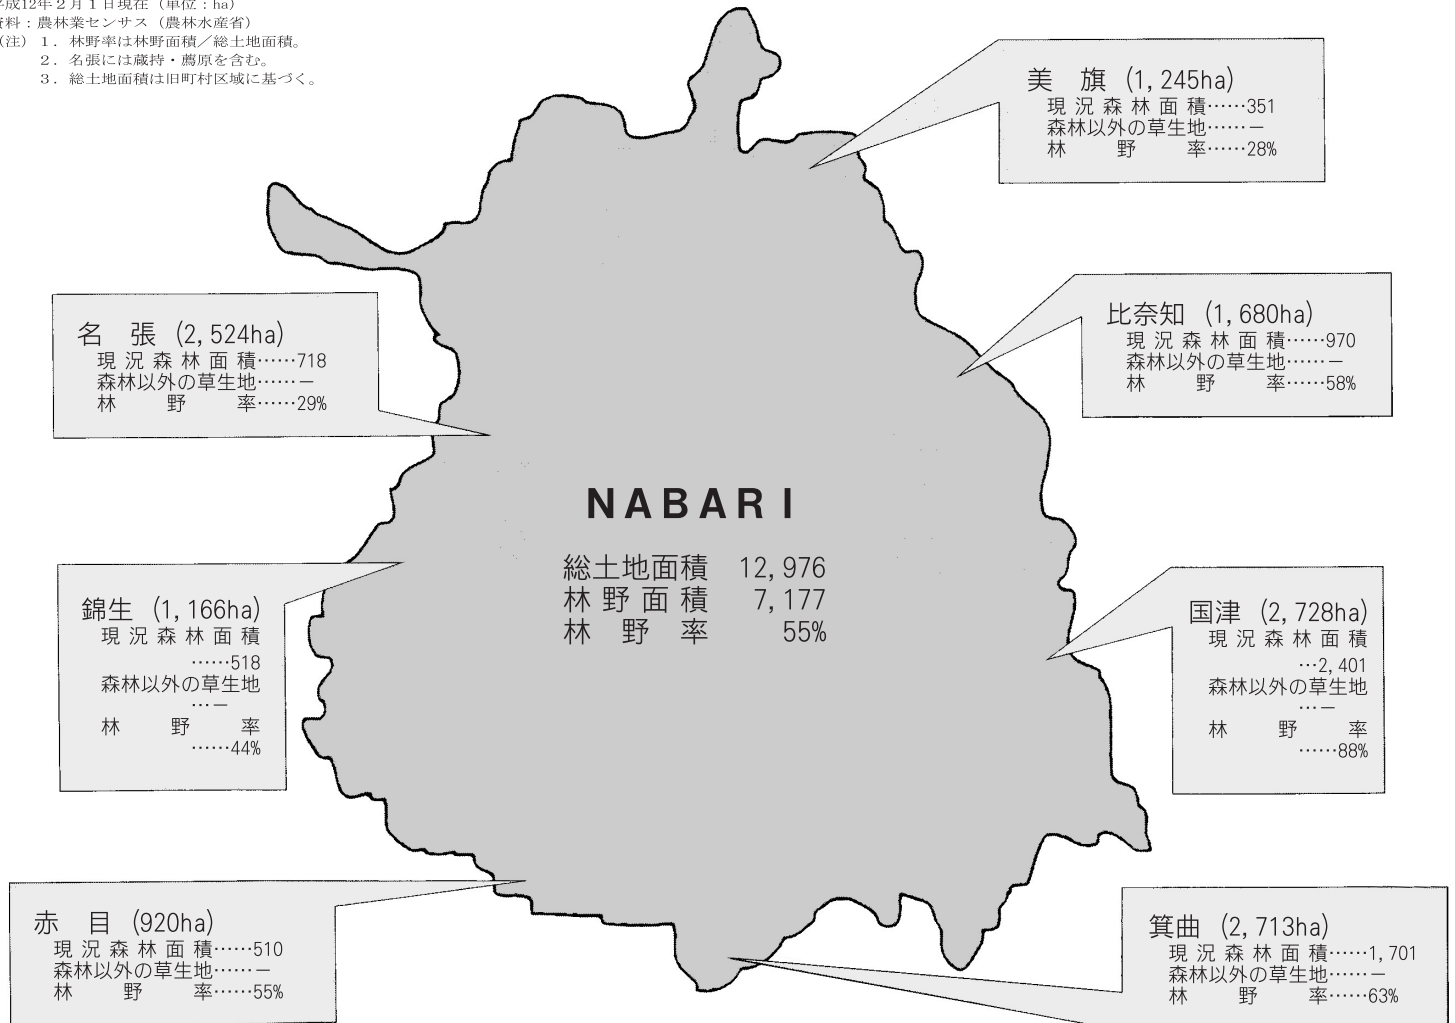 平成12年２月１日現在（単位：ha）
資料：農林業センサス（農林水産省）
（注）１．林野率は林野面積／総土地面積。
２．名張には蔵持・薦原を含む。
３．総土地面積は旧町村区域に基づく。
美　旗（1,245ha）
現況森林面積……351
森林以外の草生地……－
林野率……28%
比奈知（1,680ha）
現況森林面積……970
森林以外の草生地……－
林野率……58%
名　張（2,524ha）
現況森林面積……718
森林以外の草生地……－
林野率……29%
NABARI
総土地面積　12,976
林野面積　7,177
林野率　55%
錦生（1,166ha）
現況森林面積
……518
森林以外の草生地
…－
林野率
……44%
国津（2,728ha）
現況森林面積
…2,401
森林以外の草生地
…－
林野率
……88%
赤　目（920ha）
現況森林面積……510
森林以外の草生地……－
林野率……55%
箕曲（2,713ha）
現況森林面積……1,701
森林以外の草生地……－
林野率……63%